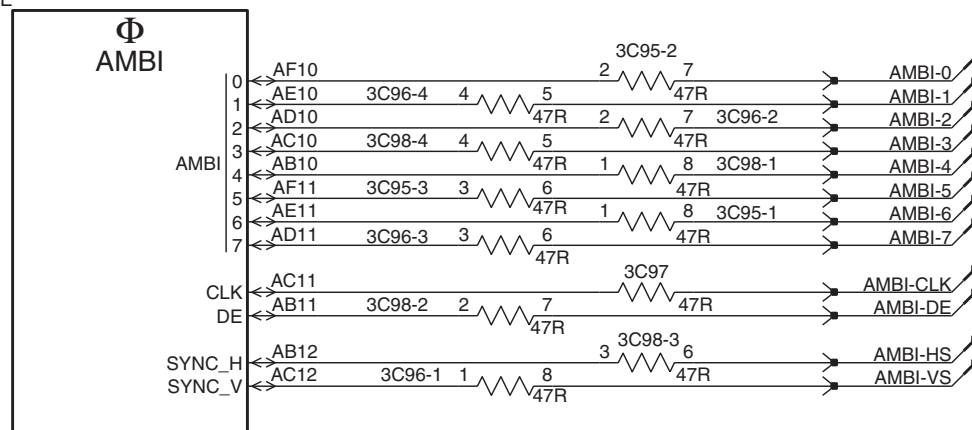 Φ
AMBI
3C95-2
0 AF10 2 7 AMBI-0
47R
1 AE10 3C96-4 4 5 AMBI-1
47R
2 AD10 2 7 3C96-2 AMBI-2
47R
3 AC10 3C98-4 4 5 AMBI-3
47R
AMBI
4 AB10 1 8 3C98-1 AMBI-4
47R
5 AF11 3C95-3 3 6 AMBI-5
47R
6 AE11 1 8 3C95-1 AMBI-6
47R
7 AD11 3C96-3 3 6 AMBI-7
47R
3C97
CLK AC11 AMBI-CLK
47R
DE AB11 3C98-2 2 7 AMBI-DE
47R
3C98-3
SYNC_H AB12 3 6 AMBI-HS
47R
SYNC_V AC12 3C96-1 1 8 AMBI-VS
47R